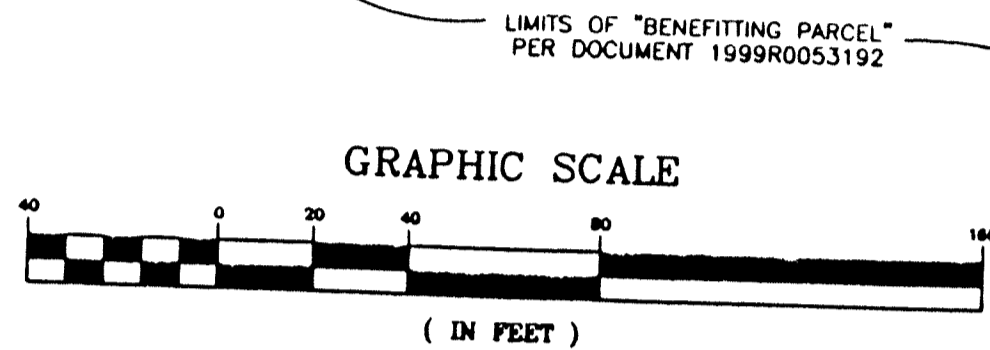 LIMITS OF "BENEFITTING PARCEL"
PER DOCUMENT 1999R0053192
GRAPHIC SCALE
40 0 20 40 80
( IN FEET )